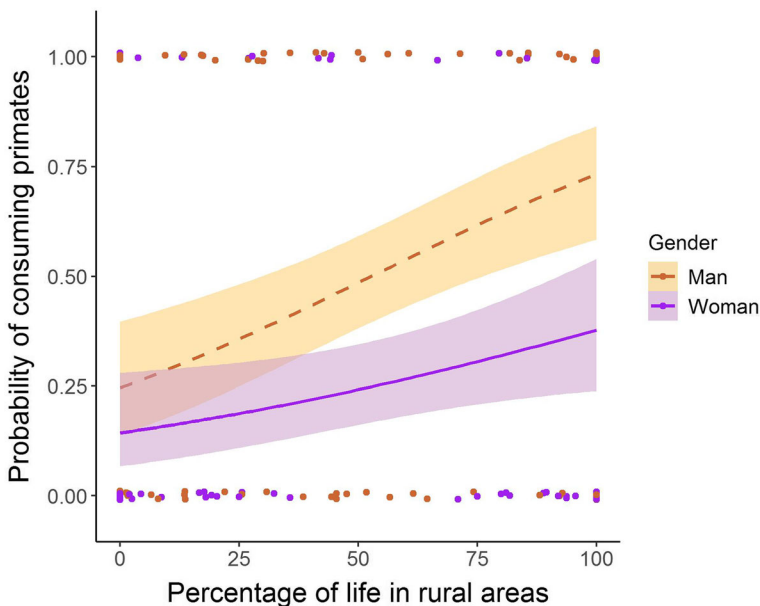 Probability of consuming primates
1.00
0.75
0.50
0.25
0.00
0
25
50
75
100
Percentage of life in rural areas
Gender
Man
Woman